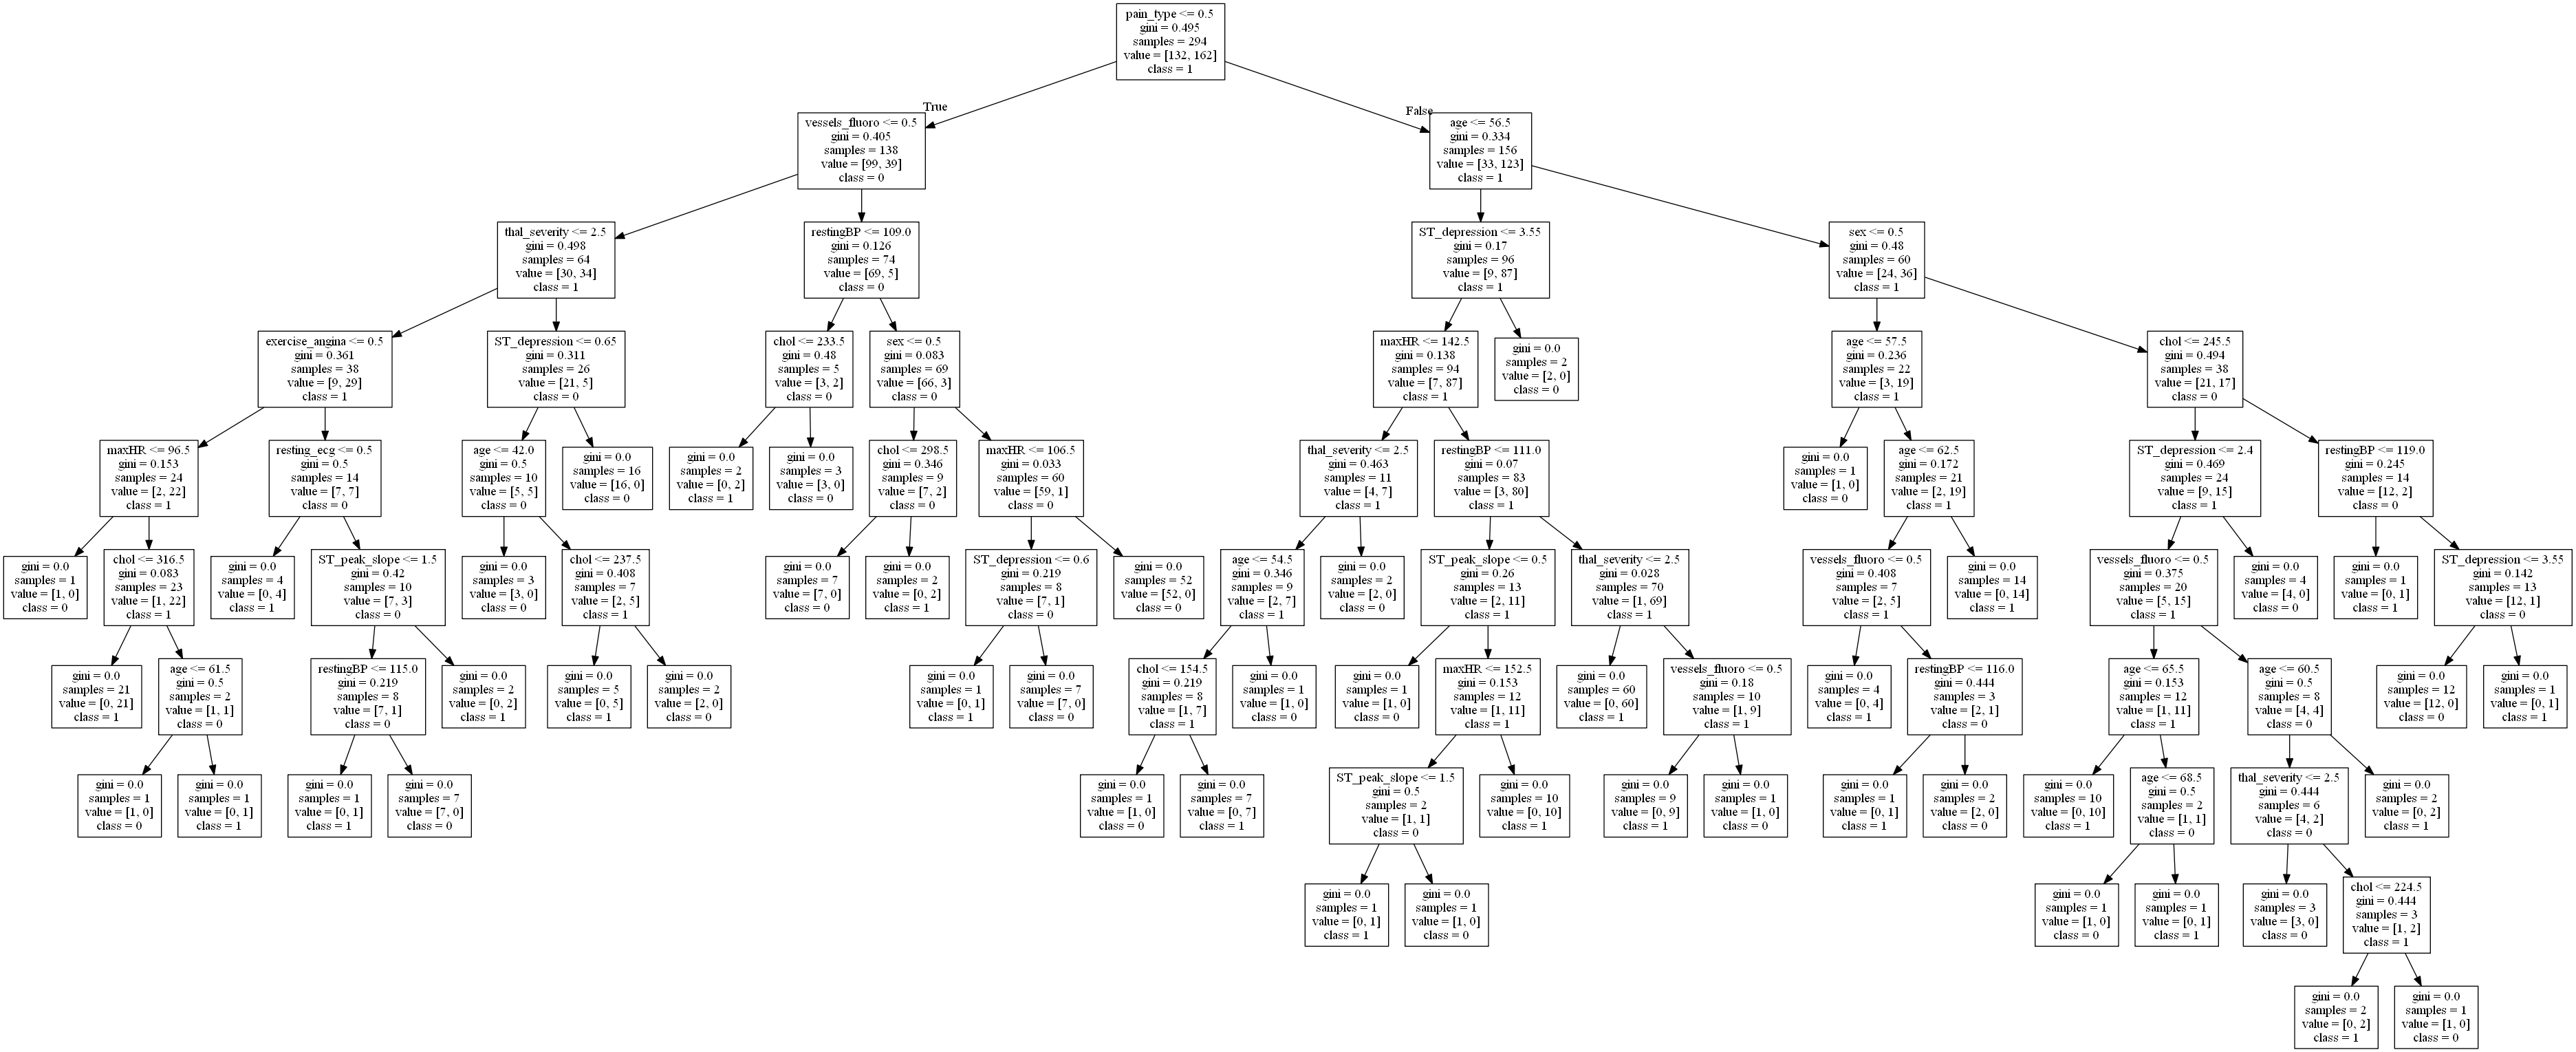 pain_type <= 0.5
gini = 0.495
samples = 294
value = [132, 162]
class = 1
True
False
vessels_fluoro <= 0.5
gini = 0.405
samples = 138
value = [99, 39]
class = 0
age <= 56.5
gini = 0.334
samples = 156
value = [33, 123]
class = 1
thal_severity <= 2.5
gini = 0.498
samples = 64
value = [30, 34]
class = 1
restingBP <= 109.0
gini = 0.126
samples = 74
value = [69, 5]
class = 0
ST_depression <= 3.55
gini = 0.17
samples = 96
value = [9, 87]
class = 1
sex <= 0.5
gini = 0.48
samples = 60
value = [24, 36]
class = 1
exercise_angina <= 0.5
gini = 0.361
samples = 38
value = [9, 29]
class = 1
ST_depression <= 0.65
gini = 0.311
samples = 26
value = [21, 5]
class = 0
chol <= 233.5
gini = 0.48
samples = 5
value = [3, 2]
class = 0
sex <= 0.5
gini = 0.083
samples = 69
value = [66, 3]
class = 0
maxHR <= 142.5
gini = 0.138
samples = 94
value = [7, 87]
class = 1
gini = 0.0
samples = 2
value = [2, 0]
class = 0
age <= 57.5
gini = 0.236
samples = 22
value = [3, 19]
class = 1
chol <= 245.5
gini = 0.494
samples = 38
value = [21, 17]
class = 0
maxHR <= 96.5
gini = 0.153
samples = 24
value = [2, 22]
class = 1
resting_ecg <= 0.5
gini = 0.5
samples = 14
value = [7, 7]
class = 0
age <= 42.0
gini = 0.5
samples = 10
value = [5, 5]
class = 0
gini = 0.0
samples = 16
value = [16, 0]
class = 0
gini = 0.0
samples = 2
value = [0, 2]
class = 1
gini = 0.0
samples = 3
value = [3, 0]
class = 0
chol <= 298.5
gini = 0.346
samples = 9
value = [7, 2]
class = 0
maxHR <= 106.5
gini = 0.033
samples = 60
value = [59, 1]
class = 0
thal_severity <= 2.5
gini = 0.463
samples = 11
value = [4, 7]
class = 1
restingBP <= 111.0
gini = 0.07
samples = 83
value = [3, 80]
class = 1
gini = 0.0
samples = 1
value = [1, 0]
class = 0
age <= 62.5
gini = 0.172
samples = 21
value = [2, 19]
class = 1
ST_depression <= 2.4
gini = 0.469
samples = 24
value = [9, 15]
class = 1
restingBP <= 119.0
gini = 0.245
samples = 14
value = [12, 2]
class = 0
gini = 0.0
samples = 1
value = [1, 0]
class = 0
chol <= 316.5
gini = 0.083
samples = 23
value = [1, 22]
class = 1
gini = 0.0
samples = 4
value = [0, 4]
class = 1
ST_peak_slope <= 1.5
gini = 0.42
samples = 10
value = [7, 3]
class = 0
gini = 0.0
samples = 3
value = [3, 0]
class = 0
chol <= 237.5
gini = 0.408
samples = 7
value = [2, 5]
class = 1
gini = 0.0
samples = 7
value = [7, 0]
class = 0
gini = 0.0
samples = 2
value = [0, 2]
class = 1
ST_depression <= 0.6
gini = 0.219
samples = 8
value = [7, 1]
class = 0
gini = 0.0
samples = 52
value = [52, 0]
class = 0
age <= 54.5
gini = 0.346
samples = 9
value = [2, 7]
class = 1
gini = 0.0
samples = 2
value = [2, 0]
class = 0
ST_peak_slope <= 0.5
gini = 0.26
samples = 13
value = [2, 11]
class = 1
thal_severity <= 2.5
gini = 0.028
samples = 70
value = [1, 69]
class = 1
vessels_fluoro <= 0.5
gini = 0.408
samples = 7
value = [2, 5]
class = 1
gini = 0.0
samples = 14
value = [0, 14]
class = 1
vessels_fluoro <= 0.5
gini = 0.375
samples = 20
value = [5, 15]
class = 1
gini = 0.0
samples = 4
value = [4, 0]
class = 0
gini = 0.0
samples = 1
value = [0, 1]
class = 1
ST_depression <= 3.55
gini = 0.142
samples = 13
value = [12, 1]
class = 0
gini = 0.0
samples = 21
value = [0, 21]
class = 1
age <= 61.5
gini = 0.5
samples = 2
value = [1, 1]
class = 0
restingBP <= 115.0
gini = 0.219
samples = 8
value = [7, 1]
class = 0
gini = 0.0
samples = 2
value = [0, 2]
class = 1
gini = 0.0
samples = 5
value = [0, 5]
class = 1
gini = 0.0
samples = 2
value = [2, 0]
class = 0
gini = 0.0
samples = 1
value = [0, 1]
class = 1
gini = 0.0
samples = 7
value = [7, 0]
class = 0
chol <= 154.5
gini = 0.219
samples = 8
value = [1, 7]
class = 1
gini = 0.0
samples = 1
value = [1, 0]
class = 0
gini = 0.0
samples = 1
value = [1, 0]
class = 0
maxHR <= 152.5
gini = 0.153
samples = 12
value = [1, 11]
class = 1
gini = 0.0
samples = 60
value = [0, 60]
class = 1
vessels_fluoro <= 0.5
gini = 0.18
samples = 10
value = [1, 9]
class = 1
gini = 0.0
samples = 4
value = [0, 4]
class = 1
restingBP <= 116.0
gini = 0.444
samples = 3
value = [2, 1]
class = 0
age <= 65.5
gini = 0.153
samples = 12
value = [1, 11]
class = 1
age <= 60.5
gini = 0.5
samples = 8
value = [4, 4]
class = 0
gini = 0.0
samples = 12
value = [12, 0]
class = 0
gini = 0.0
samples = 1
value = [0, 1]
class = 1
gini = 0.0
samples = 1
value = [1, 0]
class = 0
gini = 0.0
samples = 1
value = [0, 1]
class = 1
gini = 0.0
samples = 1
value = [0, 1]
class = 1
gini = 0.0
samples = 7
value = [7, 0]
class = 0
gini = 0.0
samples = 1
value = [1, 0]
class = 0
gini = 0.0
samples = 7
value = [0, 7]
class = 1
ST_peak_slope <= 1.5
gini = 0.5
samples = 2
value = [1, 1]
class = 0
gini = 0.0
samples = 10
value = [0, 10]
class = 1
gini = 0.0
samples = 9
value = [0, 9]
class = 1
gini = 0.0
samples = 1
value = [1, 0]
class = 0
gini = 0.0
samples = 1
value = [0, 1]
class = 1
gini = 0.0
samples = 2
value = [2, 0]
class = 0
gini = 0.0
samples = 10
value = [0, 10]
class = 1
age <= 68.5
gini = 0.5
samples = 2
value = [1, 1]
class = 0
thal_severity <= 2.5
gini = 0.444
samples = 6
value = [4, 2]
class = 0
gini = 0.0
samples = 2
value = [0, 2]
class = 1
gini = 0.0
samples = 1
value = [0, 1]
class = 1
gini = 0.0
samples = 1
value = [1, 0]
class = 0
gini = 0.0
samples = 1
value = [1, 0]
class = 0
gini = 0.0
samples = 1
value = [0, 1]
class = 1
gini = 0.0
samples = 3
value = [3, 0]
class = 0
chol <= 224.5
gini = 0.444
samples = 3
value = [1, 2]
class = 1
gini = 0.0
samples = 2
value = [0, 2]
class = 1
gini = 0.0
samples = 1
value = [1, 0]
class = 0